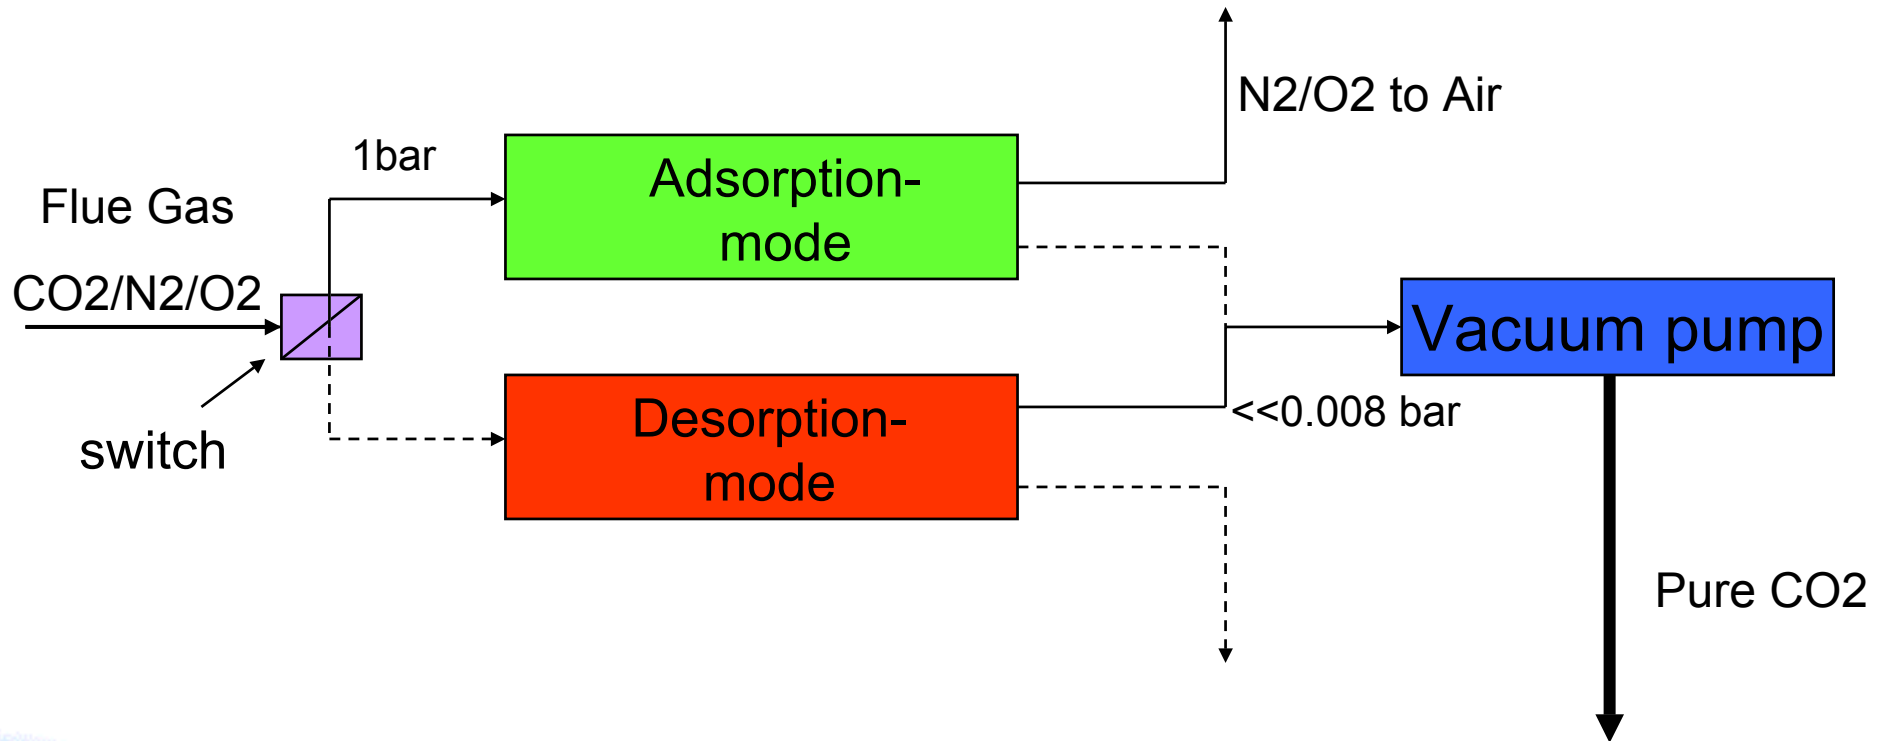 N2/O2 to Air
1bar
Adsorption-
mode
Flue Gas
CO2/N2/O2
Vacuum pump
switch
Desorption-
mode
<<0.008 bar
Pure CO2